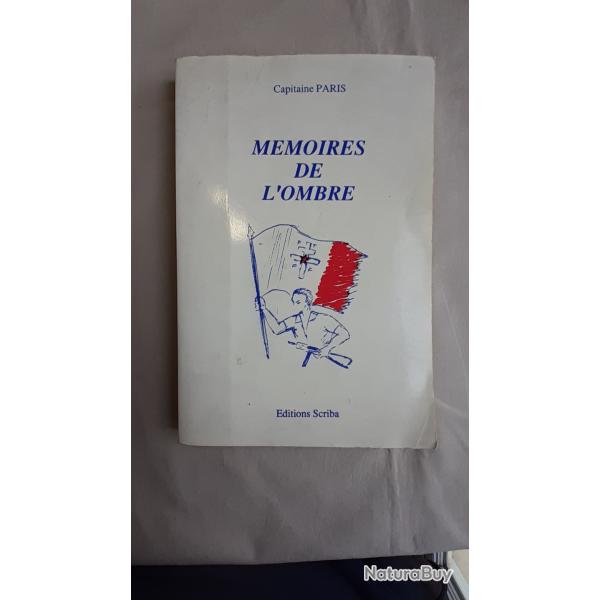 Capitaine PARIS
MEMOIRES
DE
L'OMBRE
Editions Scriba
NaturaBuy